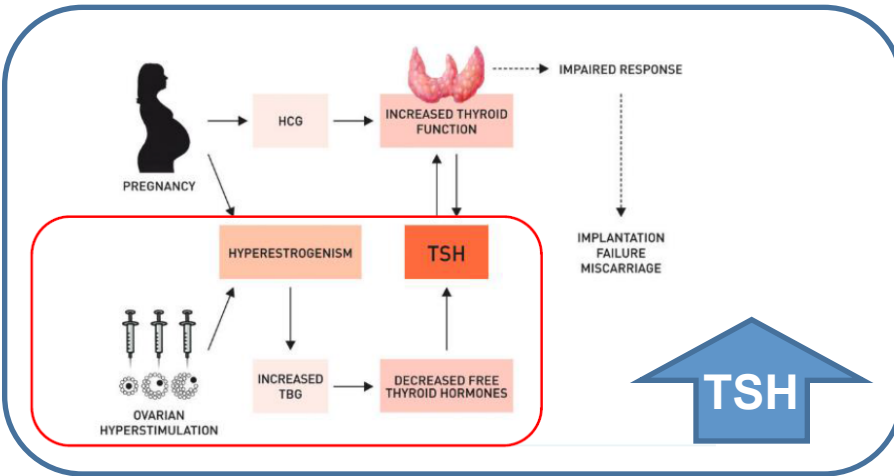 IMPAIRED RESPONSE
HCG
INCREASED THYROID
FUNCTION
PREGNANCY
HYPERESTROGENISM
TSH
IMPLANTATION
FAILURE
MISCARRIAGE
INCREASED
TBG
DECREASED FREE
THYROID HORMONES
OVARIAN
HYPERSTIMULATION
TSH